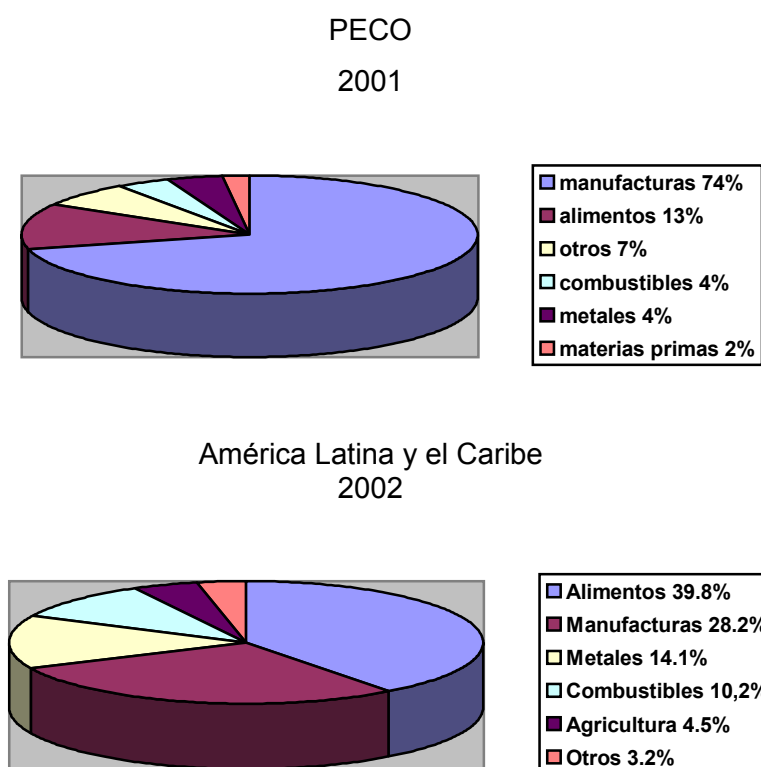 PECO
2001
manufacturas 74%
alimentos 13%
otros 7%
combustibles 4%
metales 4%
materias primas 2%
América Latina y el Caribe
2002
Alimentos 39.8%
Manufacturas 28.2%
Metales 14.1%
Combustibles 10,2%
Agricultura 4.5%
Otros 3.2%